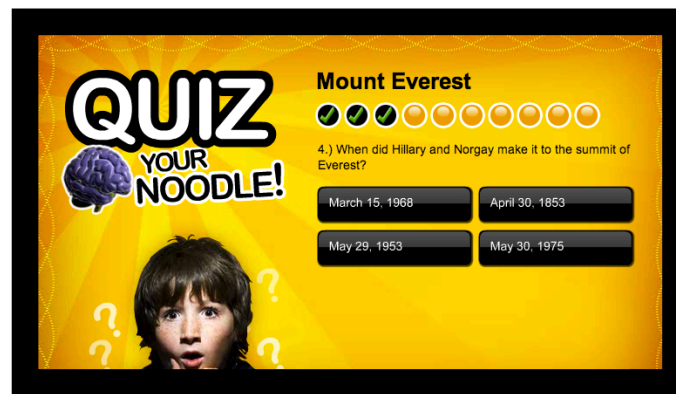 QUIZ
YOUR
NOODLE!
Mount Everest
4.) When did Hillary and Norgay make it to the summit of
Everest?
March 15, 1968
April 30, 1853
May 29, 1953
May 30, 1975
?
?
?
?